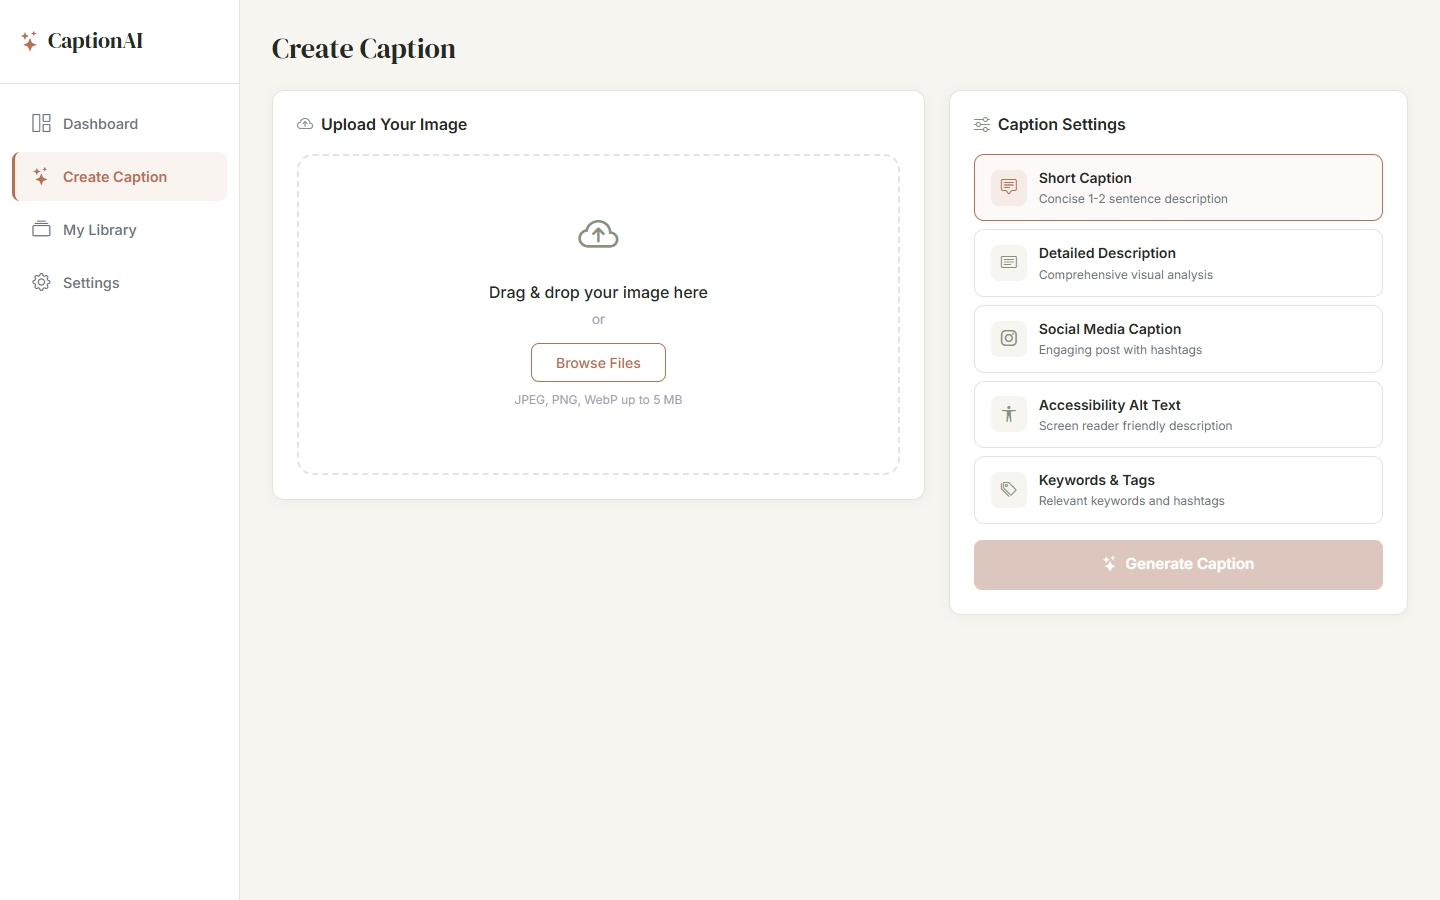 CaptionAI
Dashboard
Create Caption
My Library
Settings
Create Caption
Upload Your Image
Drag & drop your image here
or
Browse Files
JPEG, PNG, WebP up to 5 MB
Caption Settings
Short Caption
Concise 1-2 sentence description
Detailed Description
Comprehensive visual analysis
Social Media Caption
Engaging post with hashtags
Accessibility Alt Text
Screen reader friendly description
Keywords & Tags
Relevant keywords and hashtags
Generate Caption